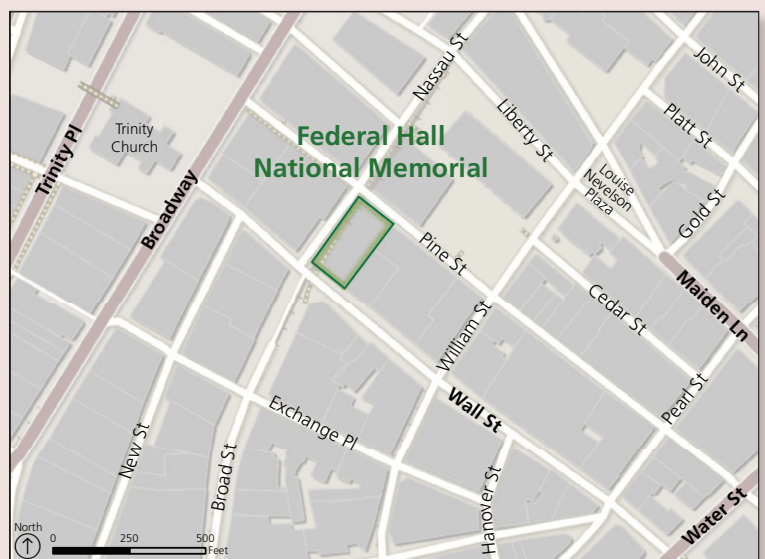 John St
Nassau St
Platt St
Liberty St
Trinity
Church
Federal Hall
National Memorial
Trinity Pl
Louise
Nevelson
Plaza
Gold St
Broadway
Pine St
Maiden Ln
Cedar St
William St
Wall St
Pearl St
Exchange Pl
New St
Broad St
Hanover St
Water St
North
0 250 500
Feet